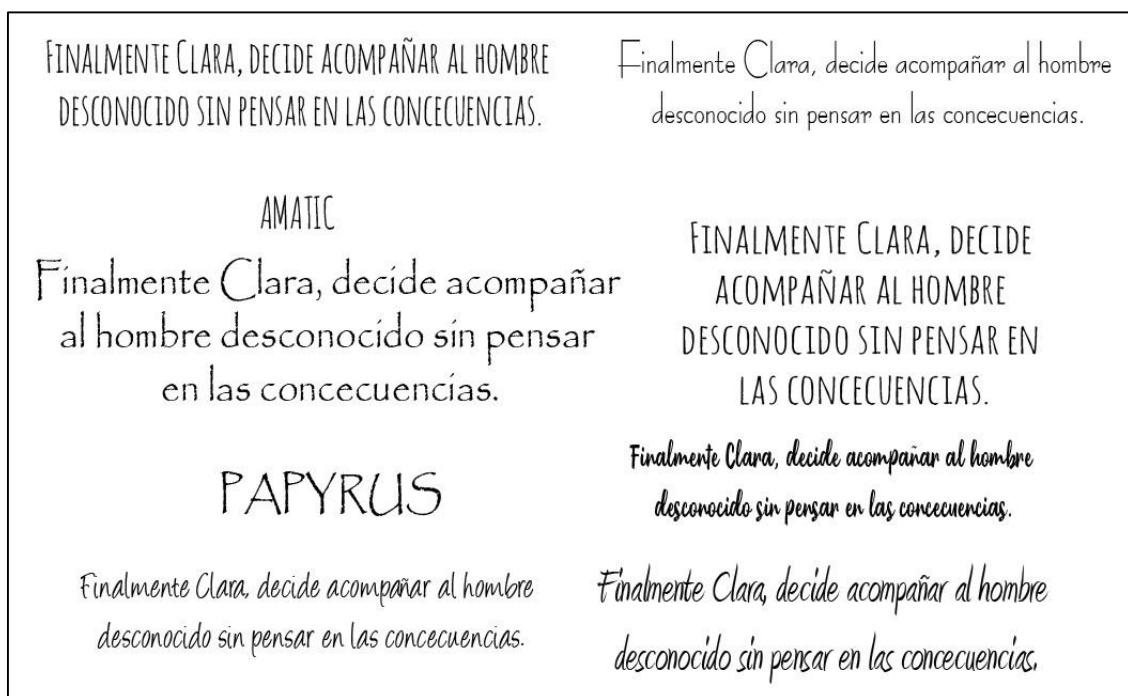 FINALMENTE CLARA, DECIDE ACOMPAÑAR AL HOMBRE
DESCONOCIDO SIN PENSAR EN LAS CONCECUENCIAS.
AMATIC
Finalmente Clara, decide acompañar
al hombre desconocido sin pensar
en las concecuencias.
PAPYRUS
Finalmente Clara, decide acompañar al hombre
desconocido sin pensar en las concecuencias.
Finalmente Clara, decide acompañar al hombre
desconocido sin pensar en las concecuencias.
FINALMENTE CLARA, DECIDE
ACOMPAÑAR AL HOMBRE
DESCONOCIDO SIN PENSAR EN
LAS CONCECUENCIAS.
Finalmente Clara, decide acompañar al hombre
desconocido sin pensar en las concecuencias.
Finalmente Clara, decide acompañar al hombre
desconocido sin pensar en las concecuencias.